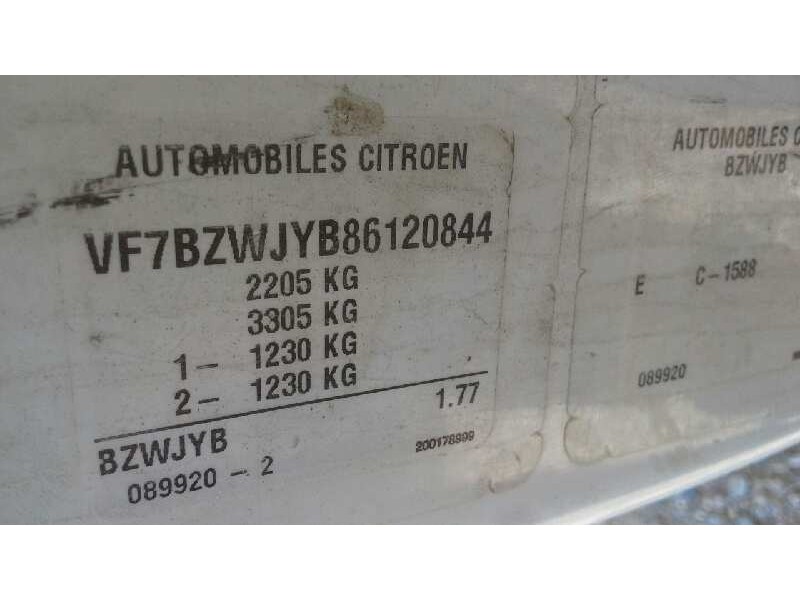 AUTOMOBILES CITROEN
VF7BZWJYB86120844
2205 KG
3305 KG
1- 1230 KG
2- 1230 KG
1.77
BZWJYB
089920-2
200178999
AUTOMOBILES C
BZWJYB
E C-1588
089920